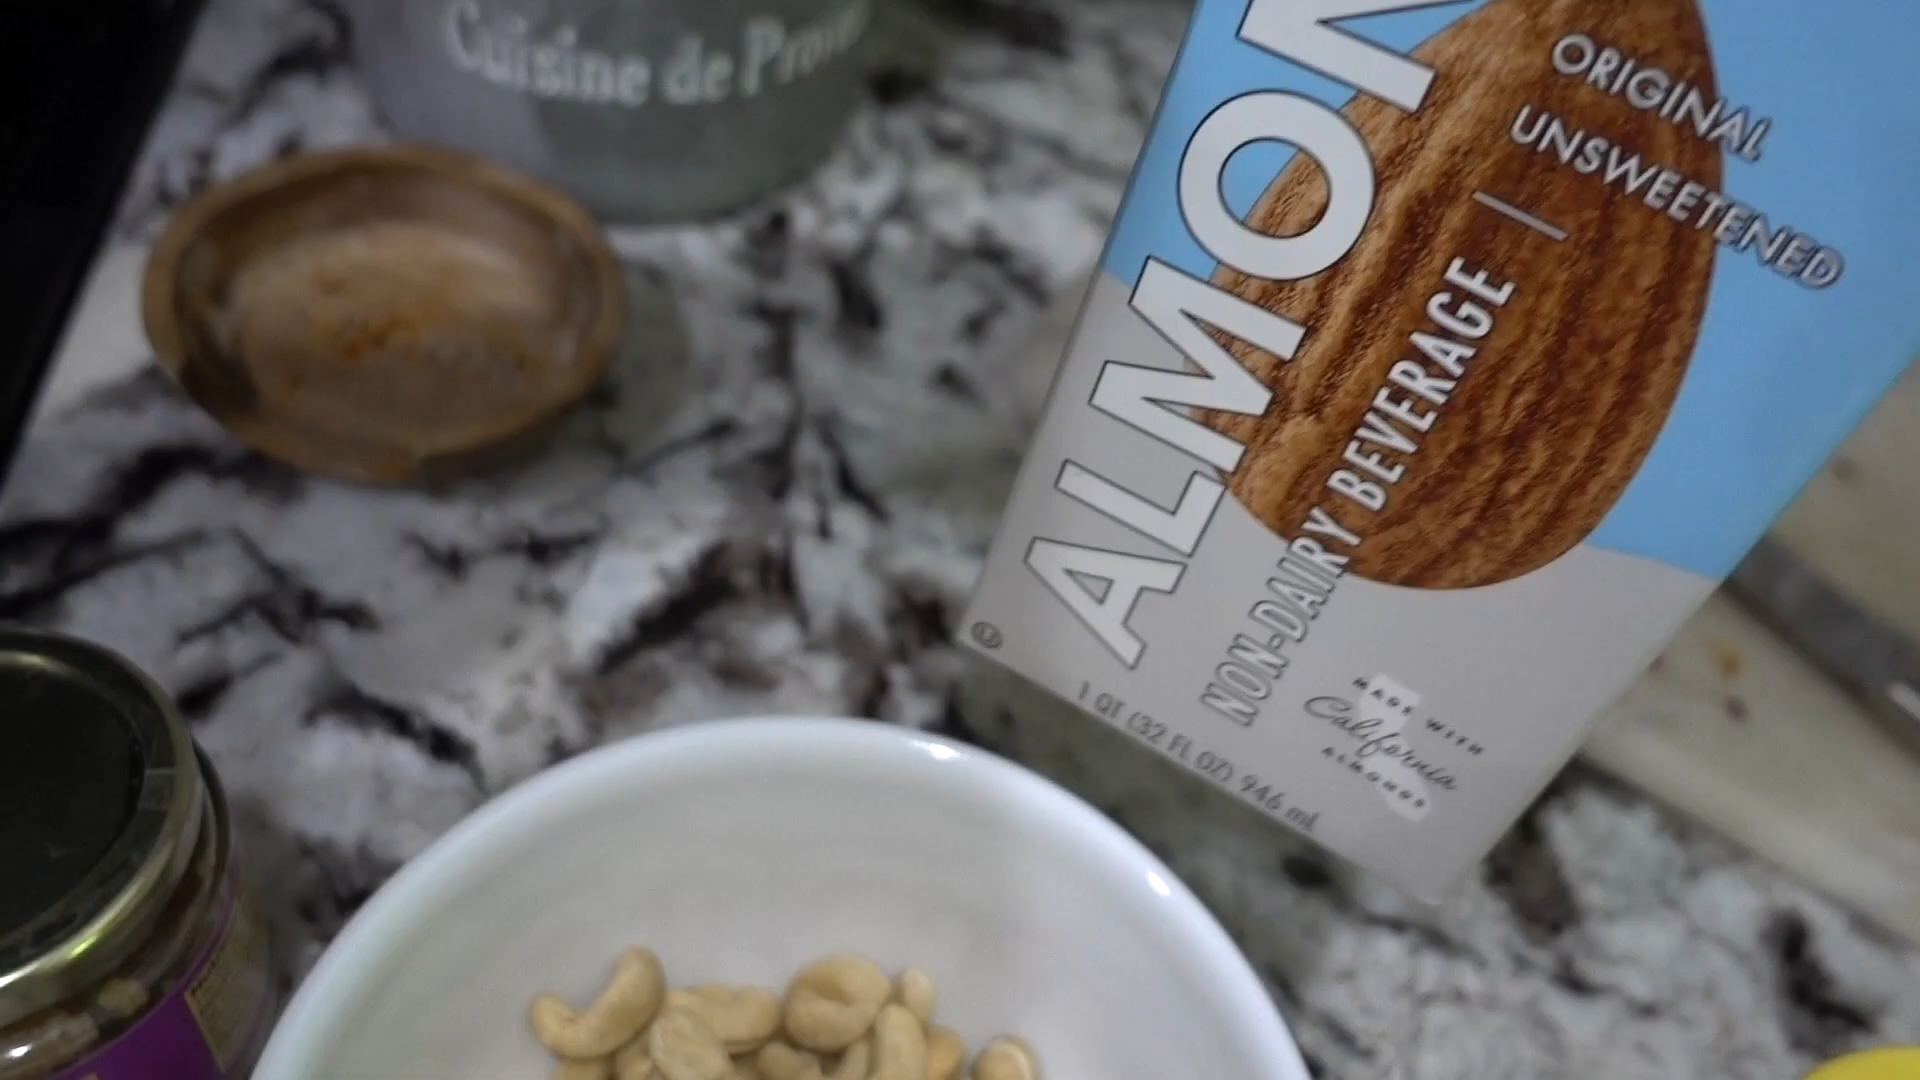 Cuisine de
ALMON
ORIGINAL
UNSWEETENED
NON-DAIRY BEVERAGE
MADE WITH
California
ALMONDS
1 QT (32 FL OZ) 946 mL